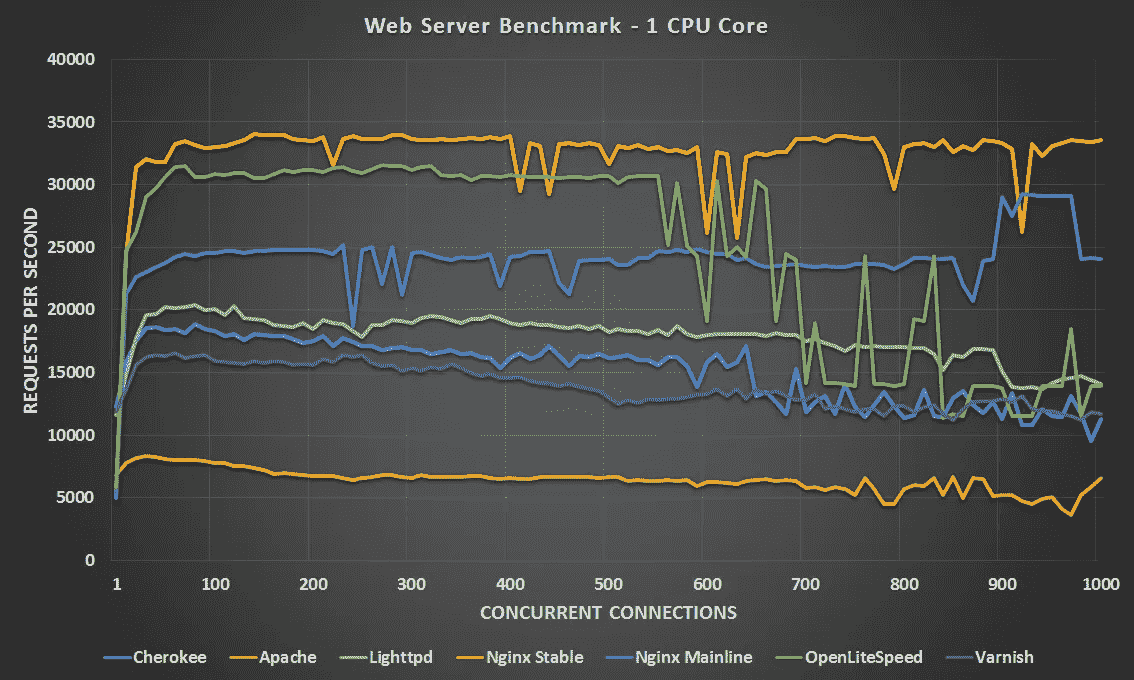 Web Server Benchmark - 1 CPU Core
40000
35000
30000
25000
20000
15000
10000
5000
0
REQUESTS PER SECOND
1 100 200 300 400 500 600 700 800 900 1000
CONCURRENT CONNECTIONS
Cherokee Apache Lighttpd Nginx Stable Nginx Mainline OpenLiteSpeed Varnish